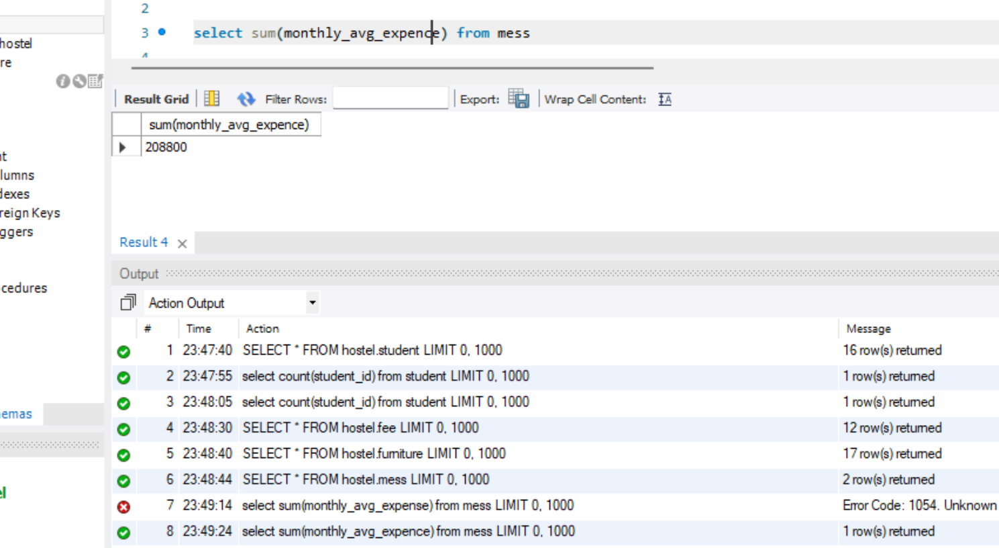 2
3 select sum(monthly_avg_expence) from mess
4
hostel
re
Result Grid Filter Rows: Export: Wrap Cell Content:
sum(monthly_avg_expence)
208800
nt
lumns
dexes
reign Keys
ggers
cedures
emas
el
Result 4
Output
Action Output
# Time Action Message
1 23:47:40 SELECT * FROM hostel.student LIMIT 0, 1000 16 row(s) returned
2 23:47:55 select count(student_id) from student LIMIT 0, 1000 1 row(s) returned
3 23:48:05 select count(student_id) from student LIMIT 0, 1000 1 row(s) returned
4 23:48:30 SELECT * FROM hostel.fee LIMIT 0, 1000 12 row(s) returned
5 23:48:40 SELECT * FROM hostel.furniture LIMIT 0, 1000 17 row(s) returned
6 23:48:44 SELECT * FROM hostel.mess LIMIT 0, 1000 2 row(s) returned
7 23:49:14 select sum(monthly_avg_expense) from mess LIMIT 0, 1000 Error Code: 1054. Unknown
8 23:49:24 select sum(monthly_avg_expence) from mess LIMIT 0, 1000 1 row(s) returned